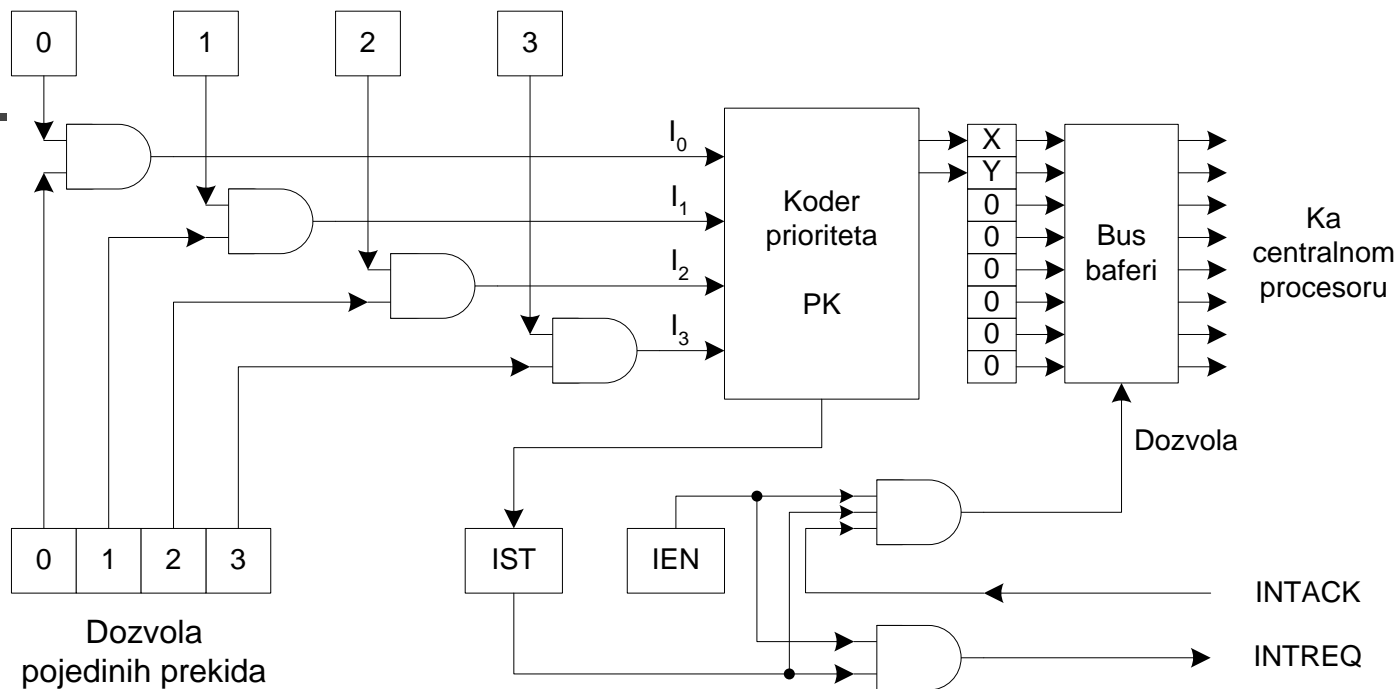 0 1 2 3
I0
I1
I2
I3
Koder
prioriteta
PK
X
Y
0
0
0
0
0
0
Bus
baferi
Ka
centralnom
procesoru
Dozvola
0 1 2 3
IST
IEN
INTACK
INTREQ
Dozvola
pojedinih prekida